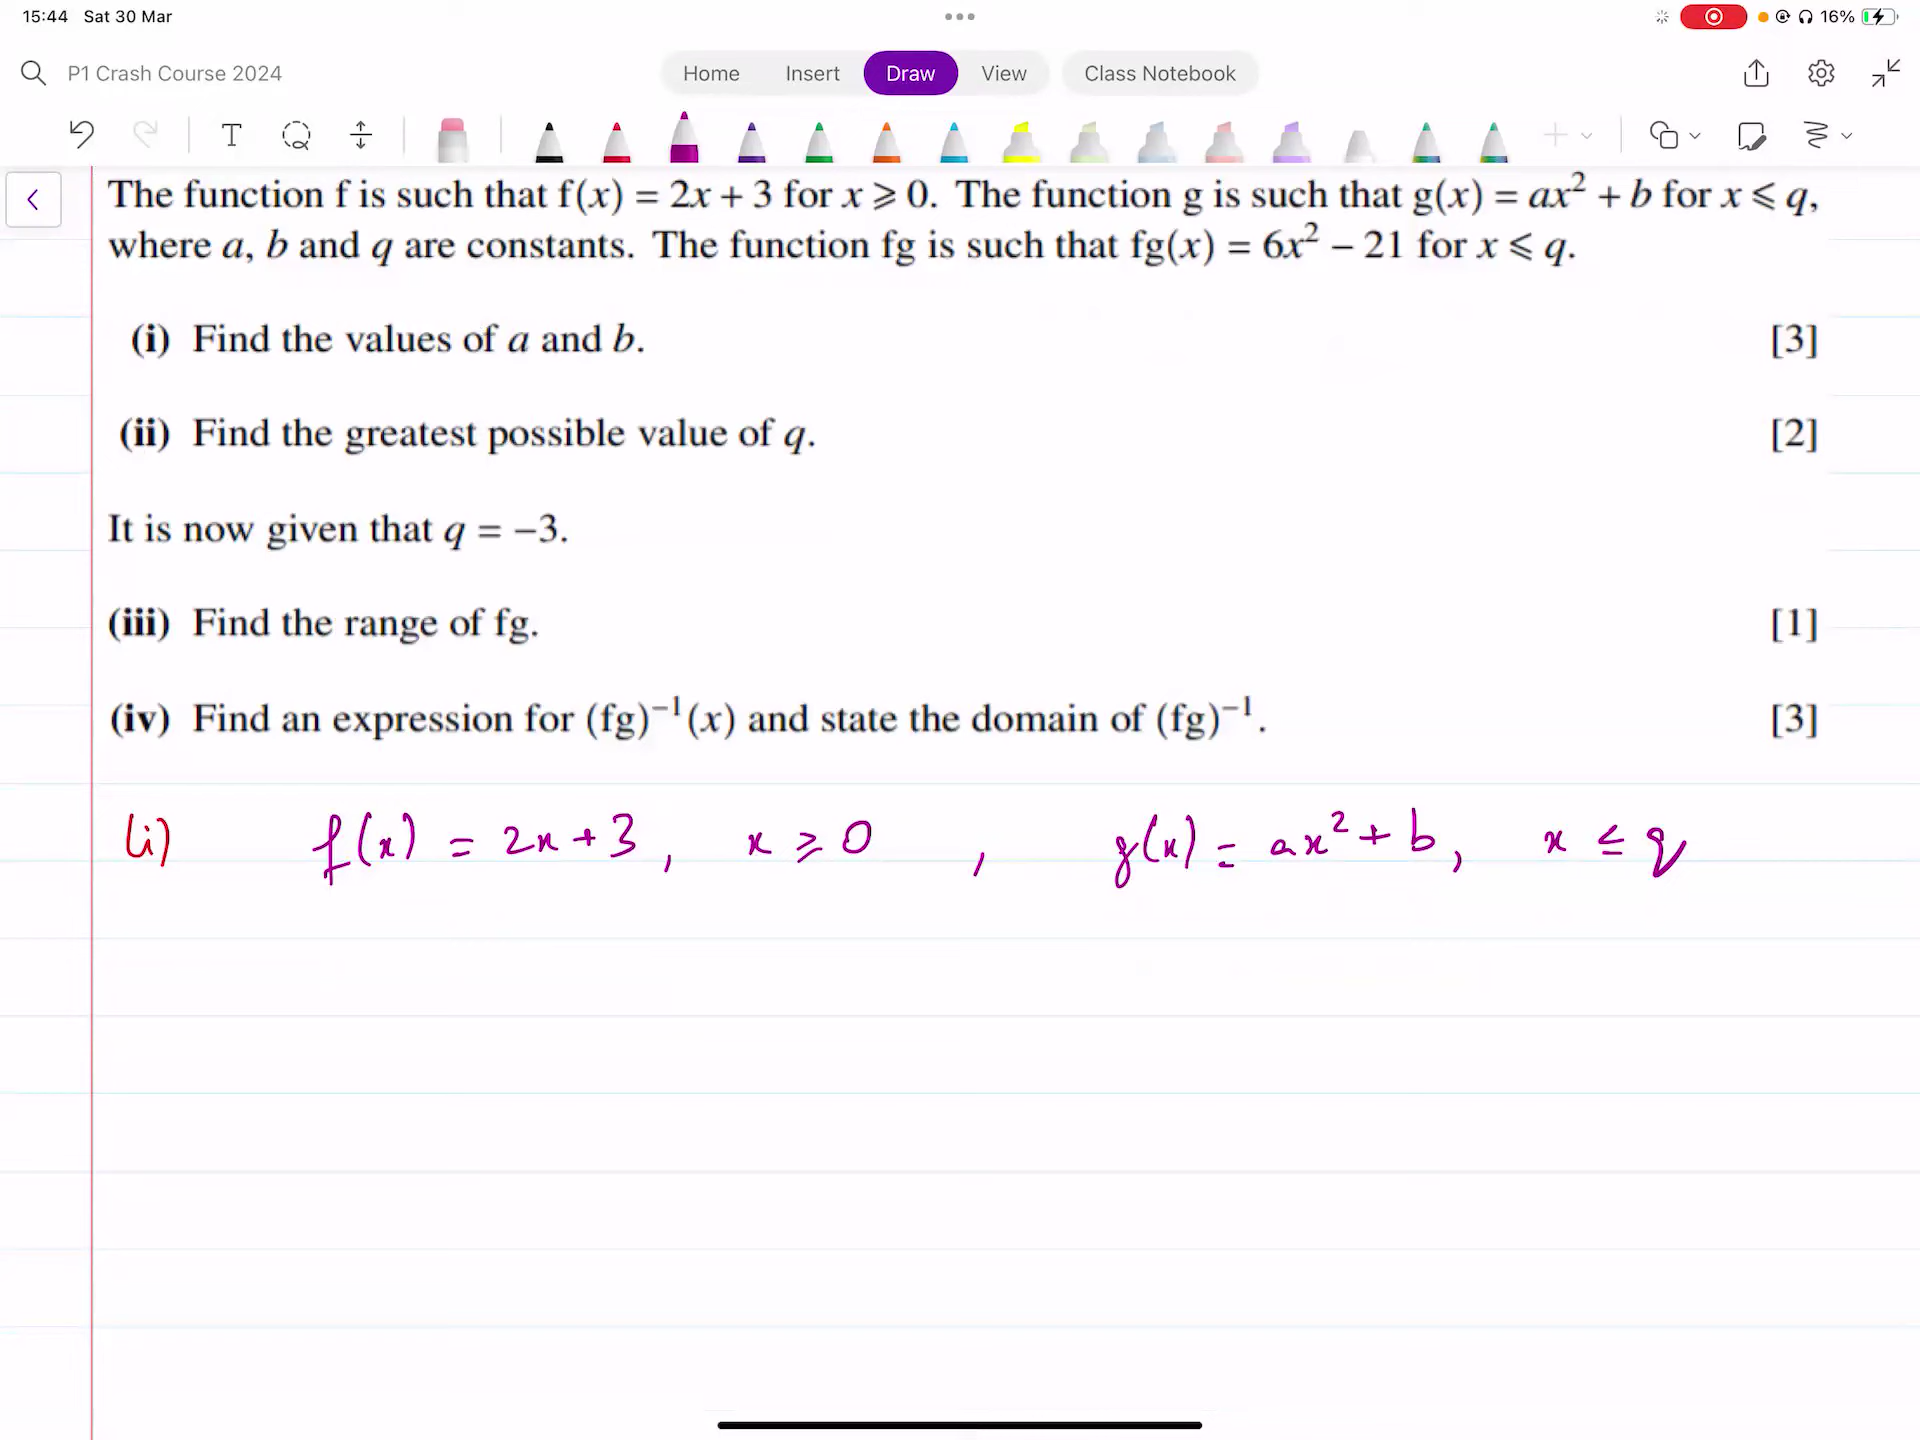 15:44 Sat 30 Mar
16%
P1 Crash Course 2024
Home Insert Draw View Class Notebook
The function f is such that f(x) = 2x + 3 for x ⩾ 0. The function g is such that g(x) = ax² + b for x ⩽ q,
where a, b and q are constants. The function fg is such that fg(x) = 6x² − 21 for x ⩽ q.
(i) Find the values of a and b. [3]
(ii) Find the greatest possible value of q. [2]
It is now given that q = −3.
(iii) Find the range of fg. [1]
(iv) Find an expression for (fg)⁻¹(x) and state the domain of (fg)⁻¹. [3]
(i) f(x) = 2x+3, x ≥ 0 , g(x) = ax² + b, x ≤ q